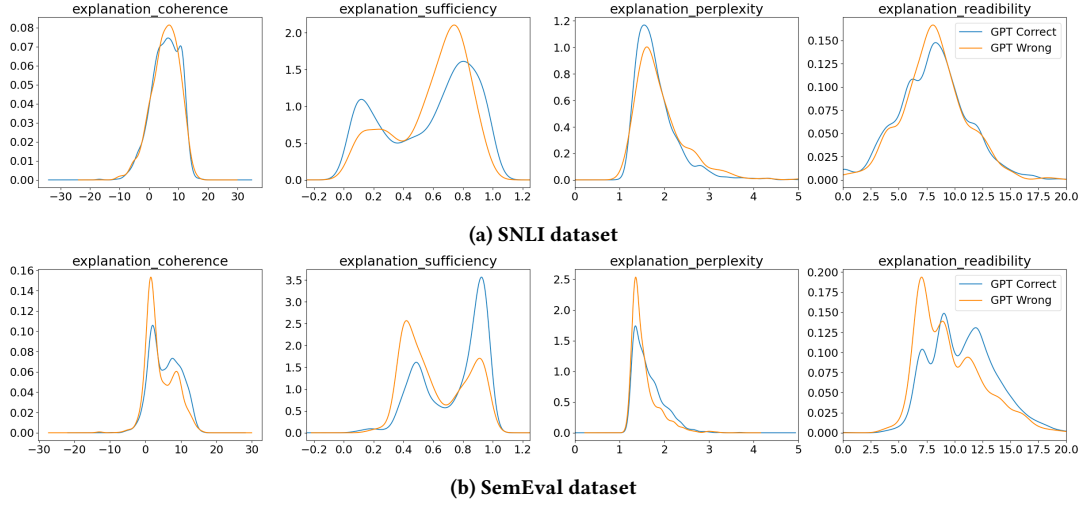 explanation_coherence explanation_sufficiency explanation_perplexity explanation_readibility
0.08 0.07 0.06 0.05 0.04 0.03 0.02 0.01 0.00
−30 −20 −10 0 10 20 30
2.0 1.5 1.0 0.5 0.0
−0.2 0.0 0.2 0.4 0.6 0.8 1.0 1.2
1.2 1.0 0.8 0.6 0.4 0.2 0.0
0 1 2 3 4 5
0.150 0.125 0.100 0.075 0.050 0.025 0.000
0.0 2.5 5.0 7.5 10.0 12.5 15.0 17.5 20.0
GPT Correct
GPT Wrong
(a) SNLI dataset
explanation_coherence explanation_sufficiency explanation_perplexity explanation_readibility
0.16 0.14 0.12 0.10 0.08 0.06 0.04 0.02 0.00
−30 −20 −10 0 10 20 30
3.5 3.0 2.5 2.0 1.5 1.0 0.5 0.0
−0.2 0.0 0.2 0.4 0.6 0.8 1.0 1.2
2.5 2.0 1.5 1.0 0.5 0.0
0 1 2 3 4 5
0.200 0.175 0.150 0.125 0.100 0.075 0.050 0.025 0.000
0.0 2.5 5.0 7.5 10.0 12.5 15.0 17.5 20.0
GPT Correct
GPT Wrong
(b) SemEval dataset